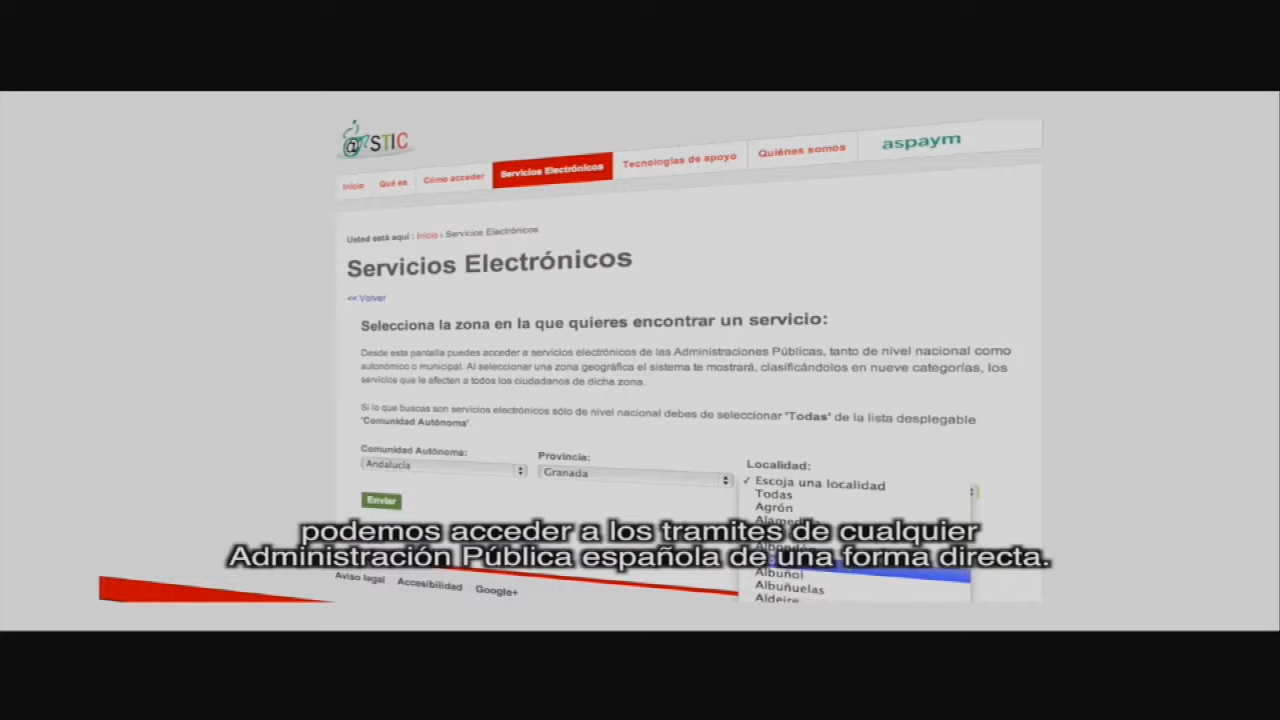 @STIC
Inicio Qué es Cómo acceder Servicios Electrónicos Tecnologías de apoyo Quiénes somos aspaym
Usted está aquí : Inicio › Servicios Electrónicos
Servicios Electrónicos
<< Volver
Selecciona la zona en la que quieres encontrar un servicio:
Desde esta pantalla puedes acceder a servicios electrónicos de las Administraciones Públicas, tanto de nivel nacional como
autonómico o municipal. Al seleccionar una zona geográfica el sistema te mostrará, clasificándolos en nueve categorías, los
servicios que le afecten a todos los ciudadanos de dicha zona.
Si lo que buscas son servicios electrónicos sólo de nivel nacional debes de seleccionar 'Todas' de la lista desplegable
'Comunidad Autónoma'.
Comunidad Autónoma: Provincia: Localidad:
Andalucía Granada ✓ Escoja una localidad
Todas
Agrón
Enviar
podemos acceder a los tramites de cualquier
Administración Pública española de una forma directa.
Albuñol
Albuñuelas
Aldeire
Aviso legal Accesibilidad Google+